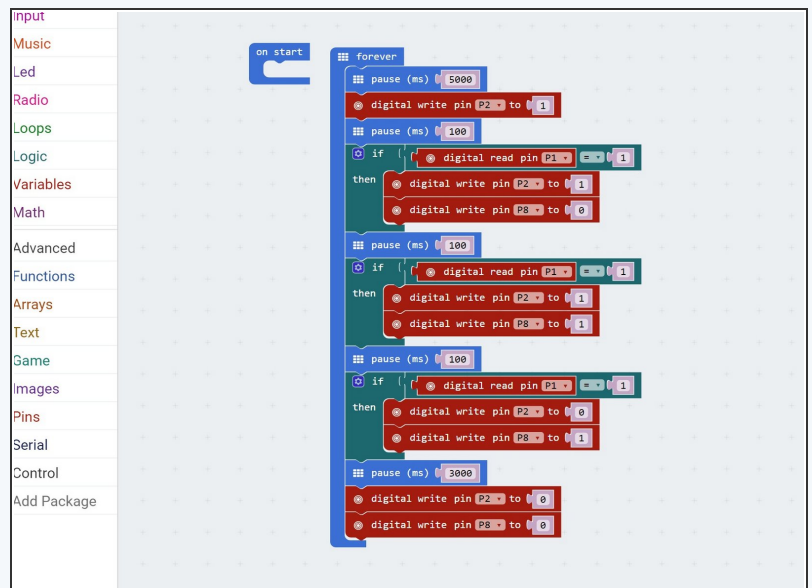 Input
Music
Led
Radio
Loops
Logic
Variables
Math
Advanced
Functions
Arrays
Text
Game
Images
Pins
Serial
Control
Add Package
on start
forever
pause (ms) 5000
digital write pin P2 to 1
pause (ms) 100
if digital read pin P1 = 1
then digital write pin P2 to 1
digital write pin P8 to 0
pause (ms) 100
if digital read pin P1 = 1
then digital write pin P2 to 1
digital write pin P8 to 1
pause (ms) 100
if digital read pin P1 = 1
then digital write pin P2 to 0
digital write pin P8 to 1
pause (ms) 3000
digital write pin P2 to 0
digital write pin P8 to 0